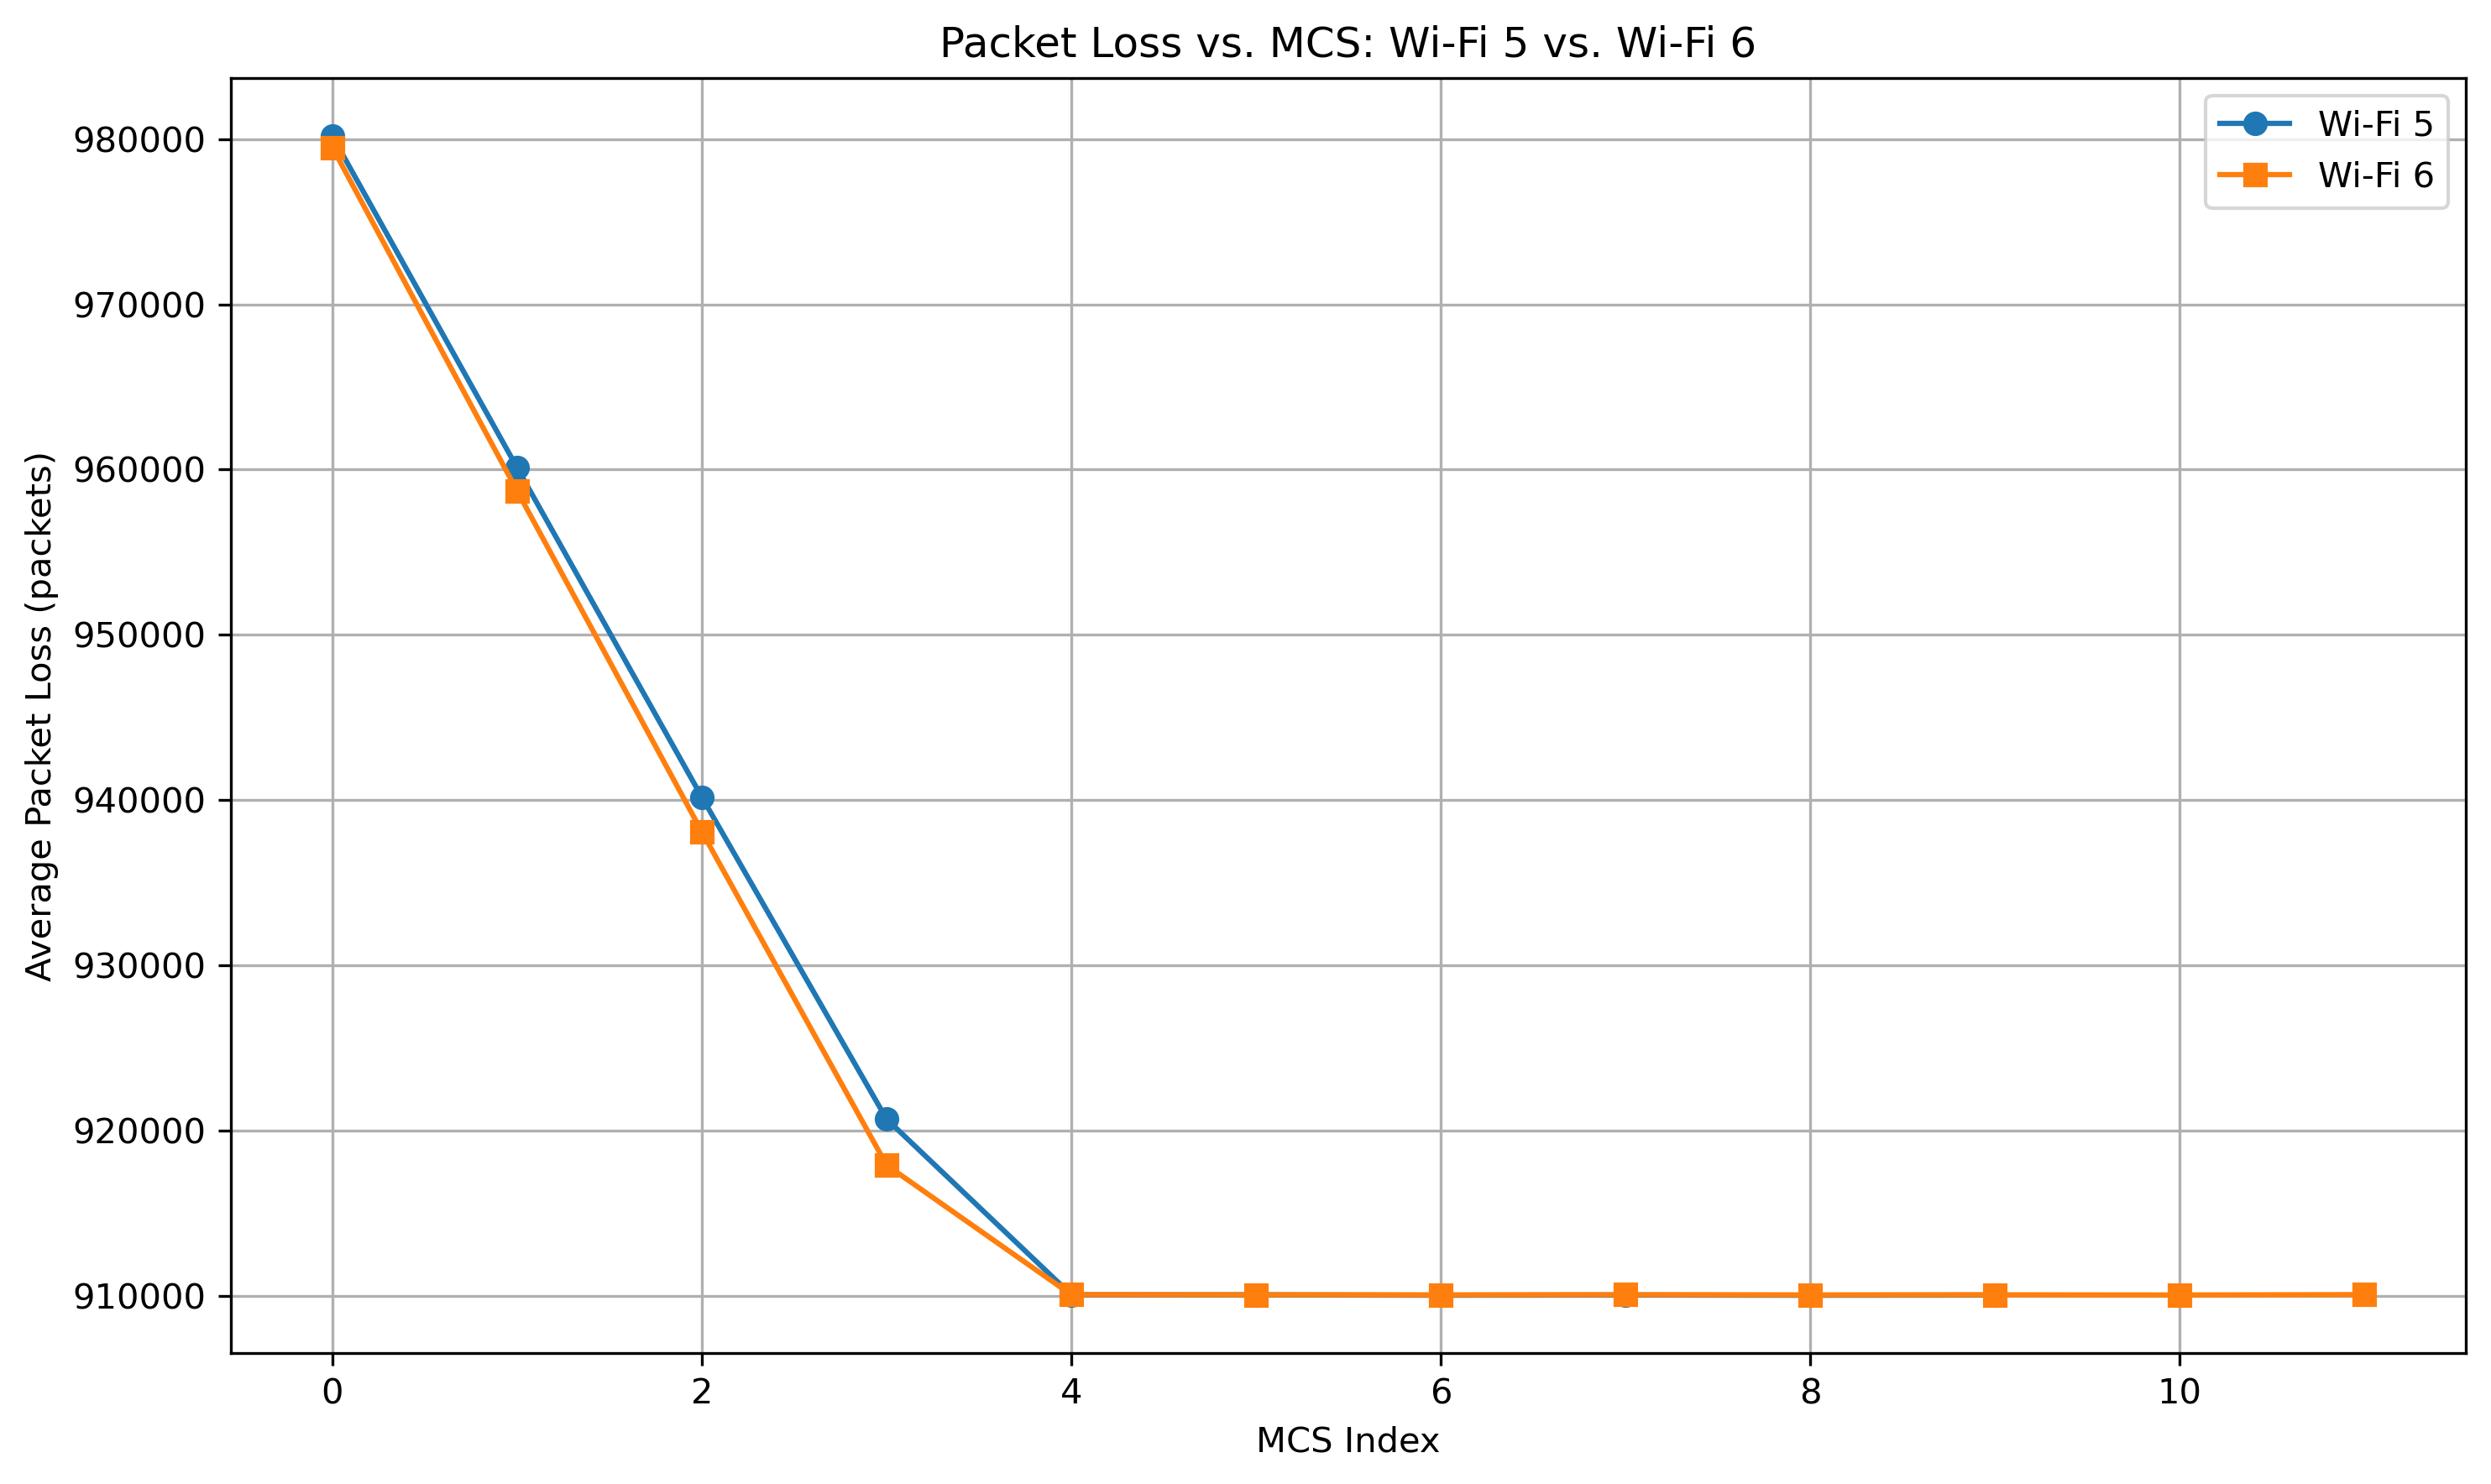 Packet Loss vs. MCS: Wi-Fi 5 vs. Wi-Fi 6
Wi-Fi 5
Wi-Fi 6
Average Packet Loss (packets)
980000
970000
960000
950000
940000
930000
920000
910000
0 2 4 6 8 10
MCS Index